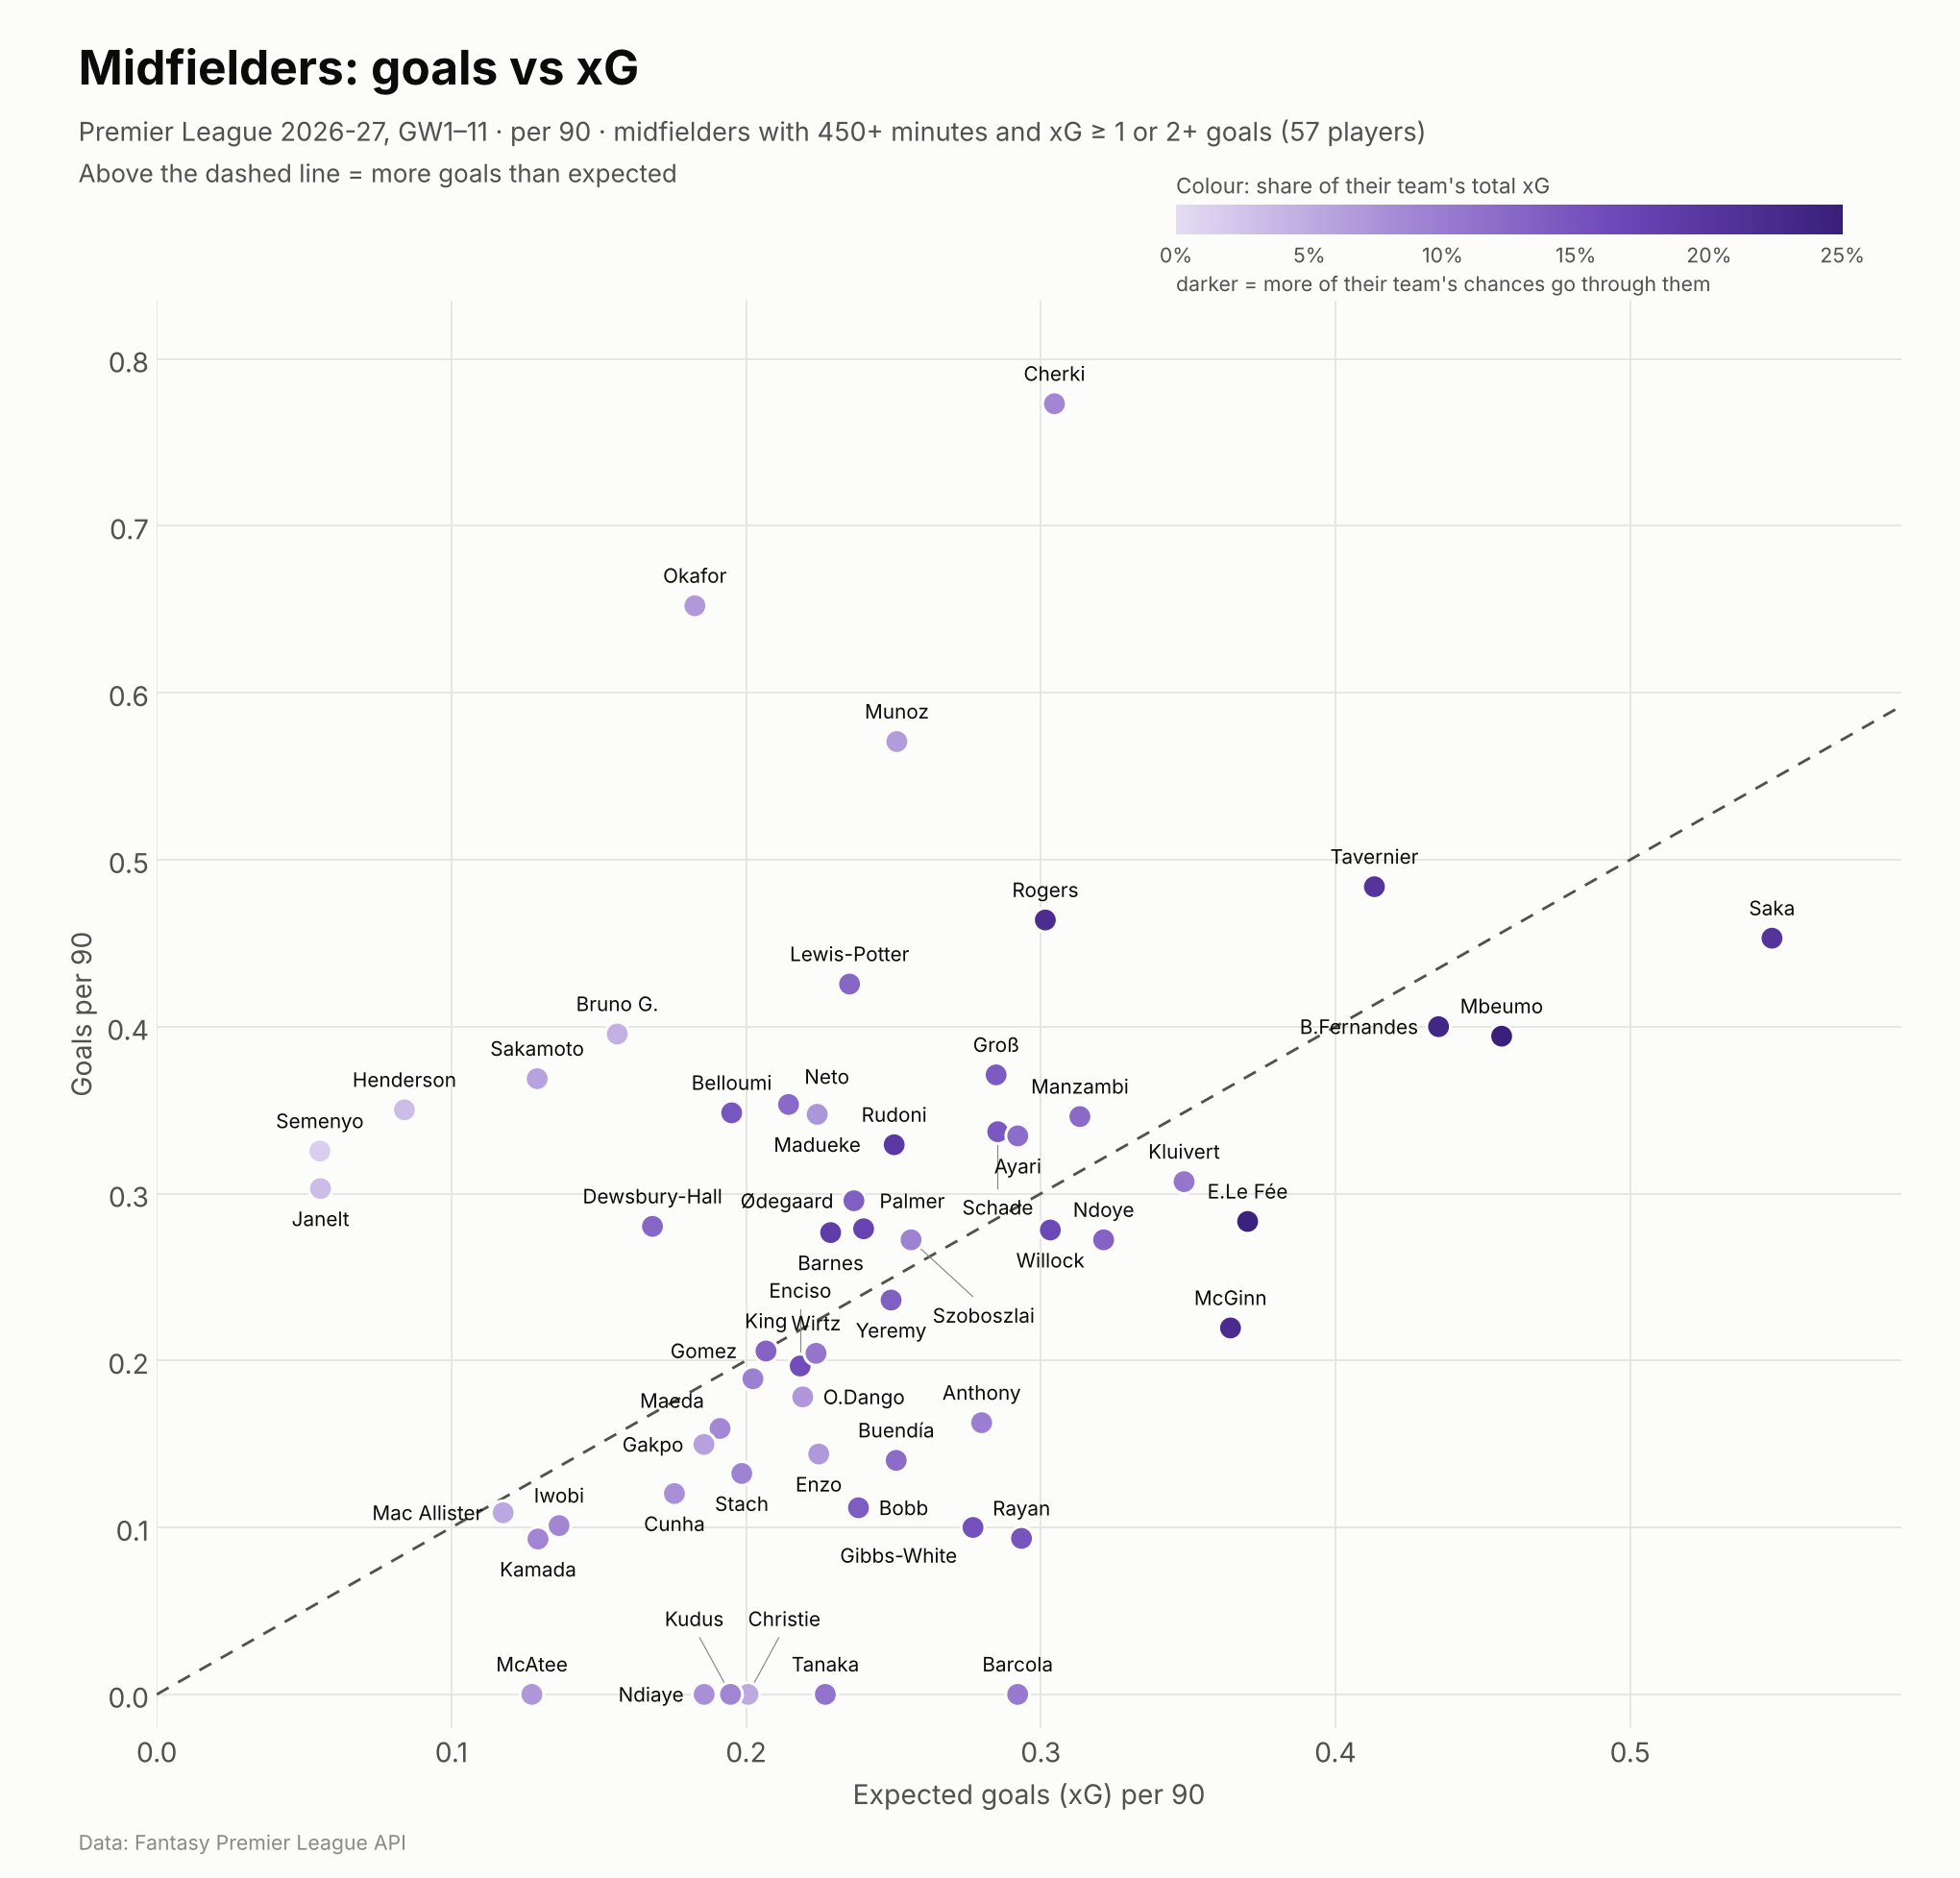 Midfielders: goals vs xG
Premier League 2026-27, GW1–11 · per 90 · midfielders with 450+ minutes and xG ≥ 1 or 2+ goals (57 players)
Above the dashed line = more goals than expected
Colour: share of their team's total xG
0% 5% 10% 15% 20% 25%
darker = more of their team's chances go through them
0.8
Cherki
0.7
Okafor
0.6
Munoz
0.5
Tavernier
Rogers
Saka
Lewis-Potter
Bruno G.
Mbeumo
0.4
B.Fernandes
Goals per 90
Groß
Sakamoto
Henderson
Belloumi
Neto
Manzambi
Semenyo
Rudoni
Madueke
Kluivert
Ayari
0.3
E.Le Fée
Dewsbury-Hall
Ødegaard
Palmer
Schade
Ndoye
Janelt
Willock
Barnes
Enciso
McGinn
Szoboszlai
King
Wirtz
Yeremy
0.2
Gomez
Maeda
O.Dango
Anthony
Buendía
Gakpo
Enzo
Iwobi
Stach
Mac Allister
Cunha
Bobb
Rayan
0.1
Gibbs-White
Kamada
Kudus
Christie
McAtee
Tanaka
Barcola
0.0
Ndiaye
0.0 0.1 0.2 0.3 0.4 0.5
Expected goals (xG) per 90
Data: Fantasy Premier League API